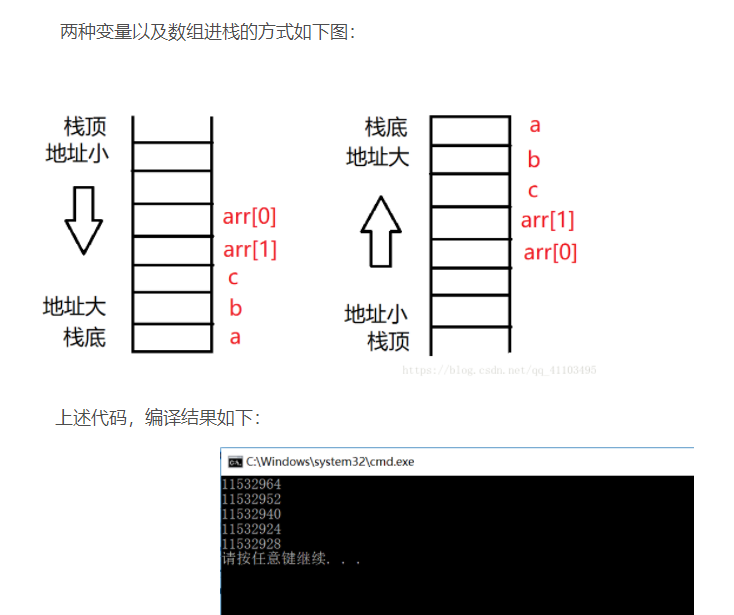 两种变量以及数组进栈的方式如下图：
栈顶
地址小
arr[0]
arr[1]
c
地址大
b
栈底
a
栈底
a
地址大
b
c
arr[1]
arr[0]
地址小
栈顶
https://blog.csdn.net/qq_41103495
上述代码，编译结果如下：
C:\Windows\system32\cmd.exe
11532964
11532952
11532940
11532924
11532928
请按任意键继续. . .